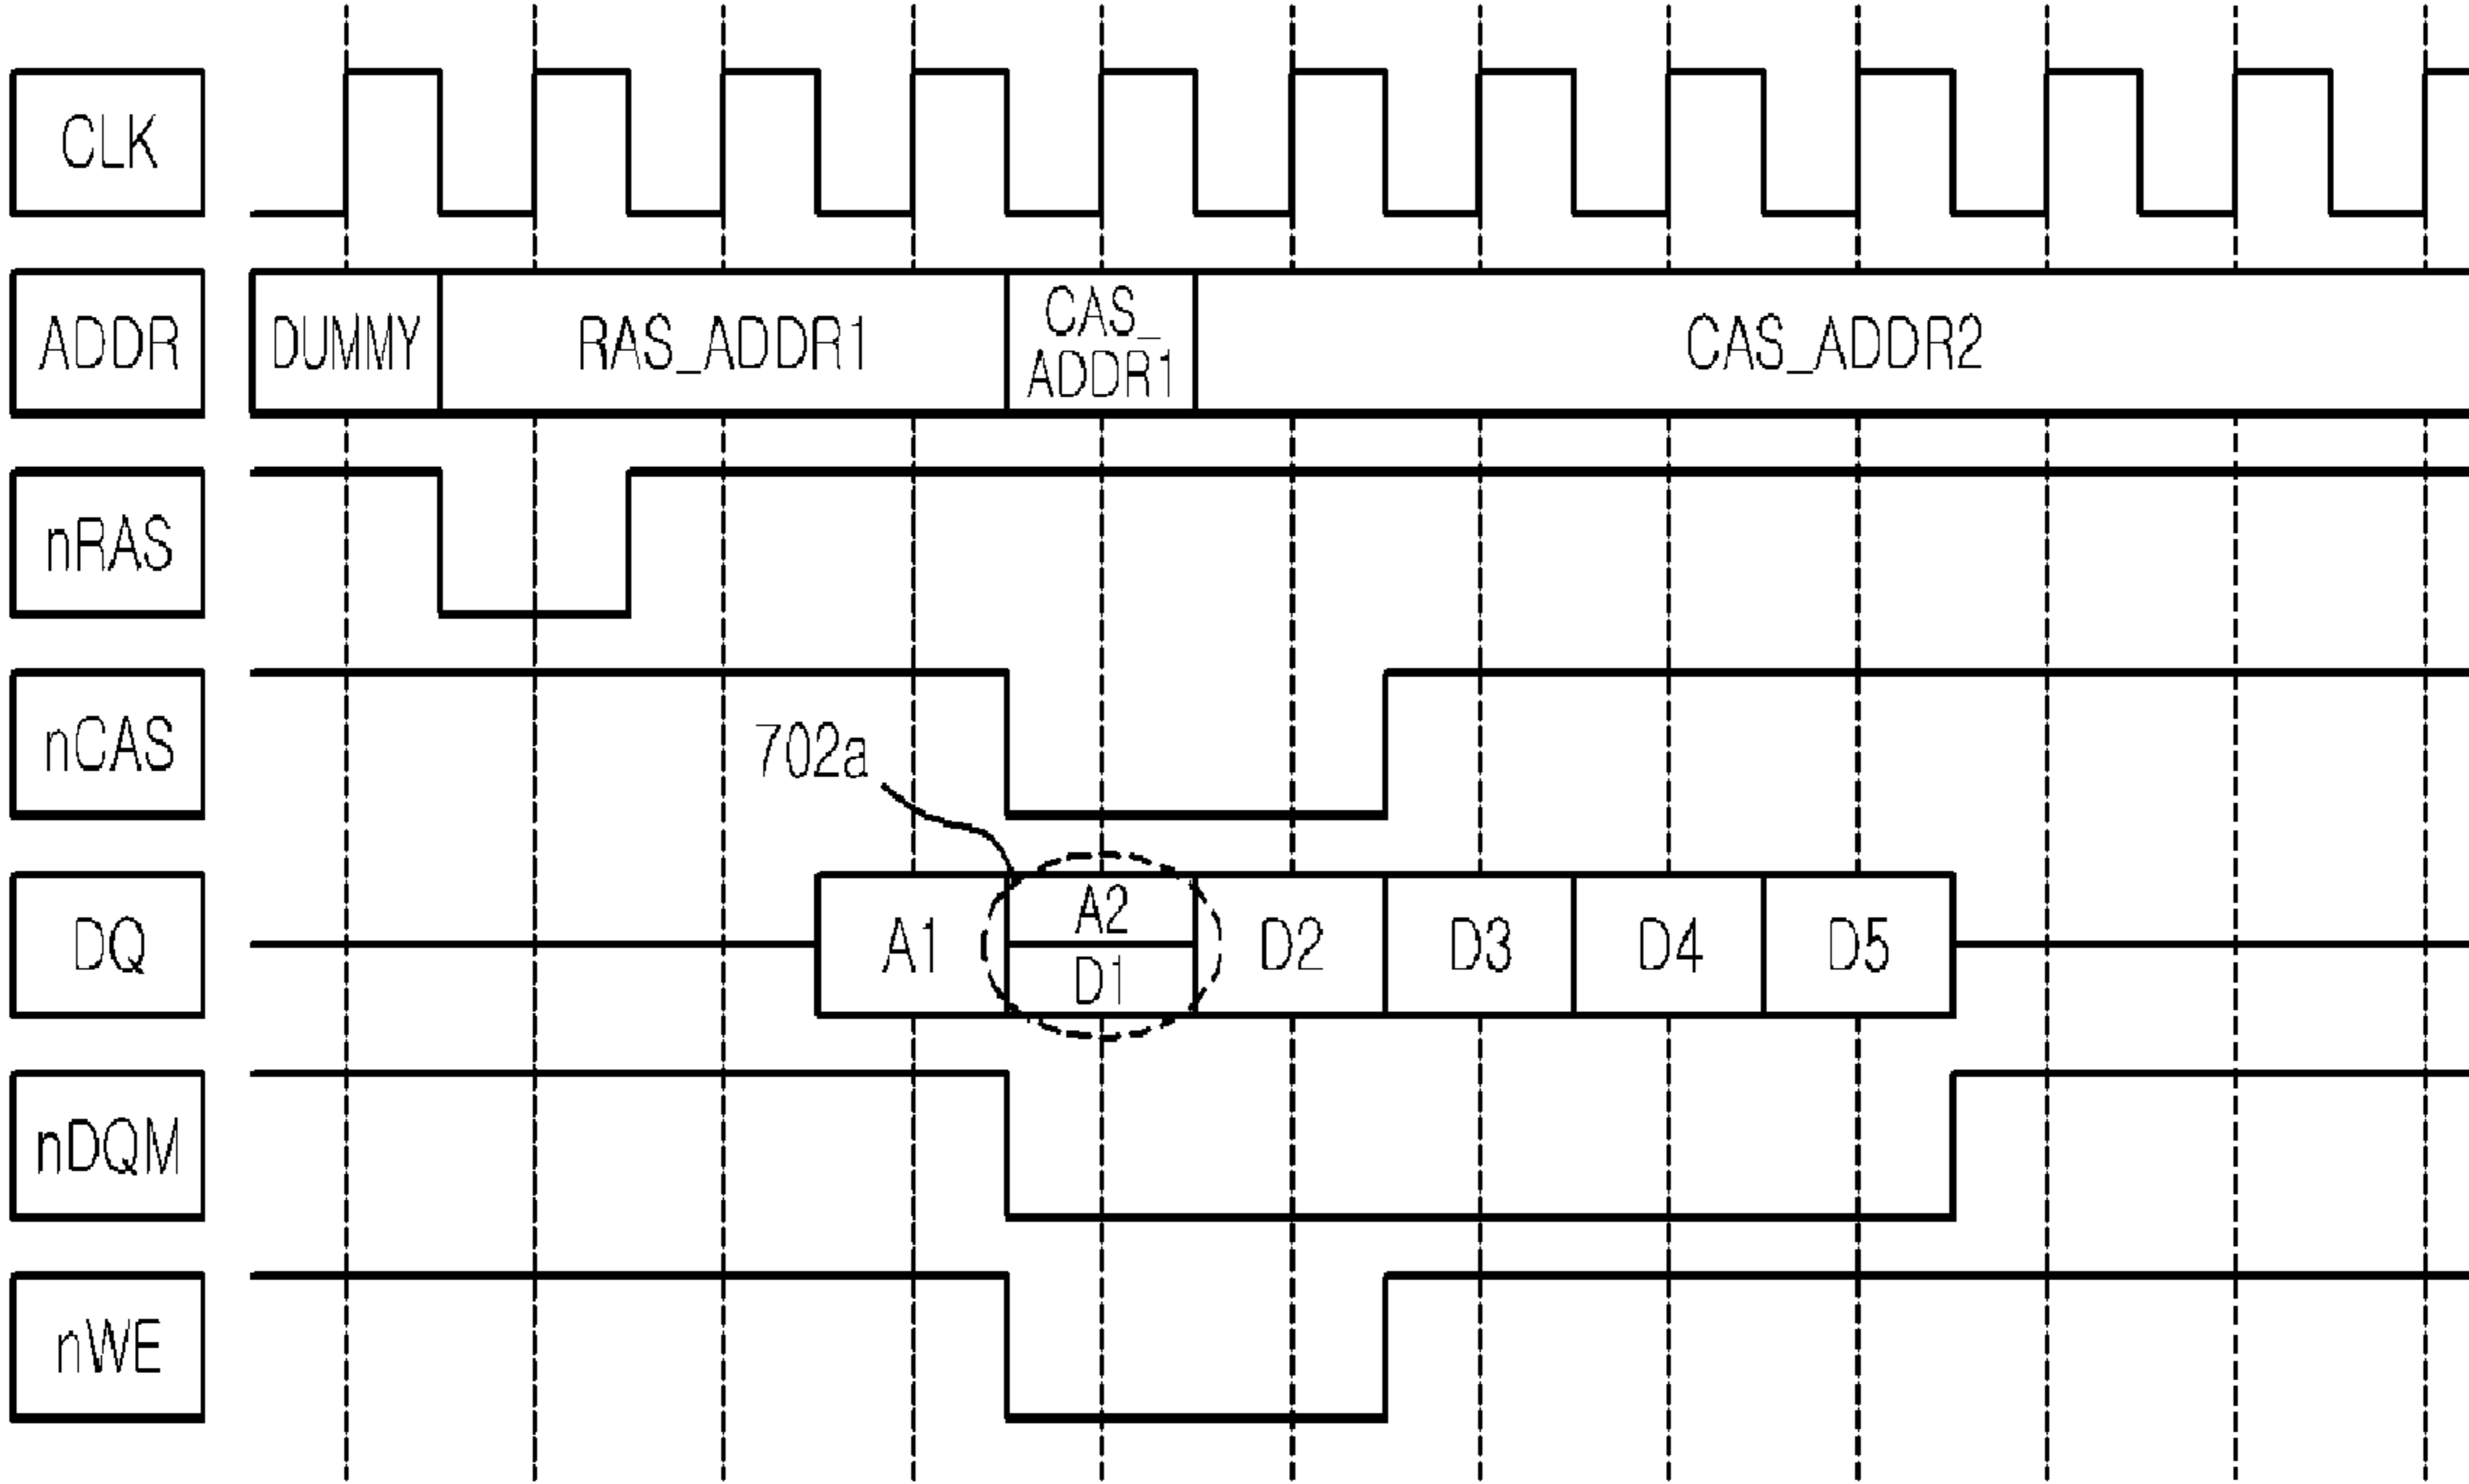 CLK
ADDR
DUMMY
RAS_ADDR1
CAS_
ADDR1
CAS_ADDR2
nRAS
nCAS
702a
DQ
A1
A2
D1
D2
D3
D4
D5
nDQM
nWE